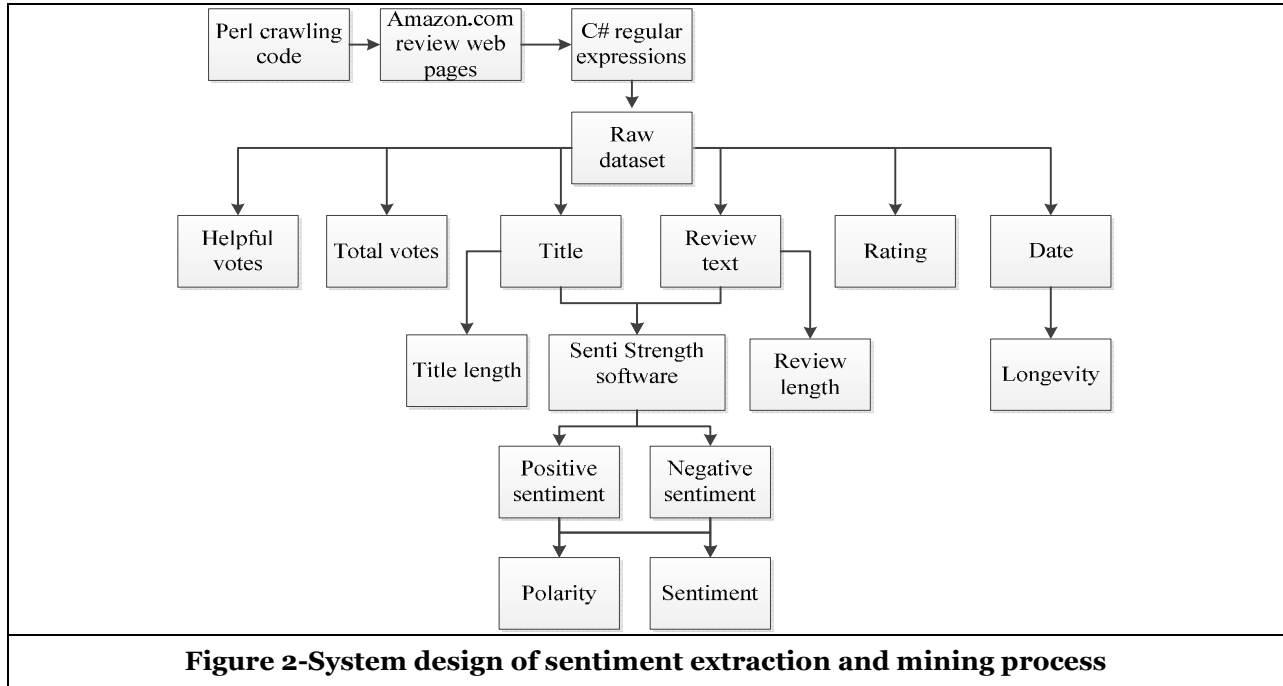 Perl crawling
code
Amazon.com
review web
pages
C# regular
expressions
Raw
dataset
Helpful
votes
Total votes
Title
Review
text
Rating
Date
Title length
Senti Strength
software
Review
length
Longevity
Positive
sentiment
Negative
sentiment
Polarity
Sentiment
Figure 2-System design of sentiment extraction and mining process